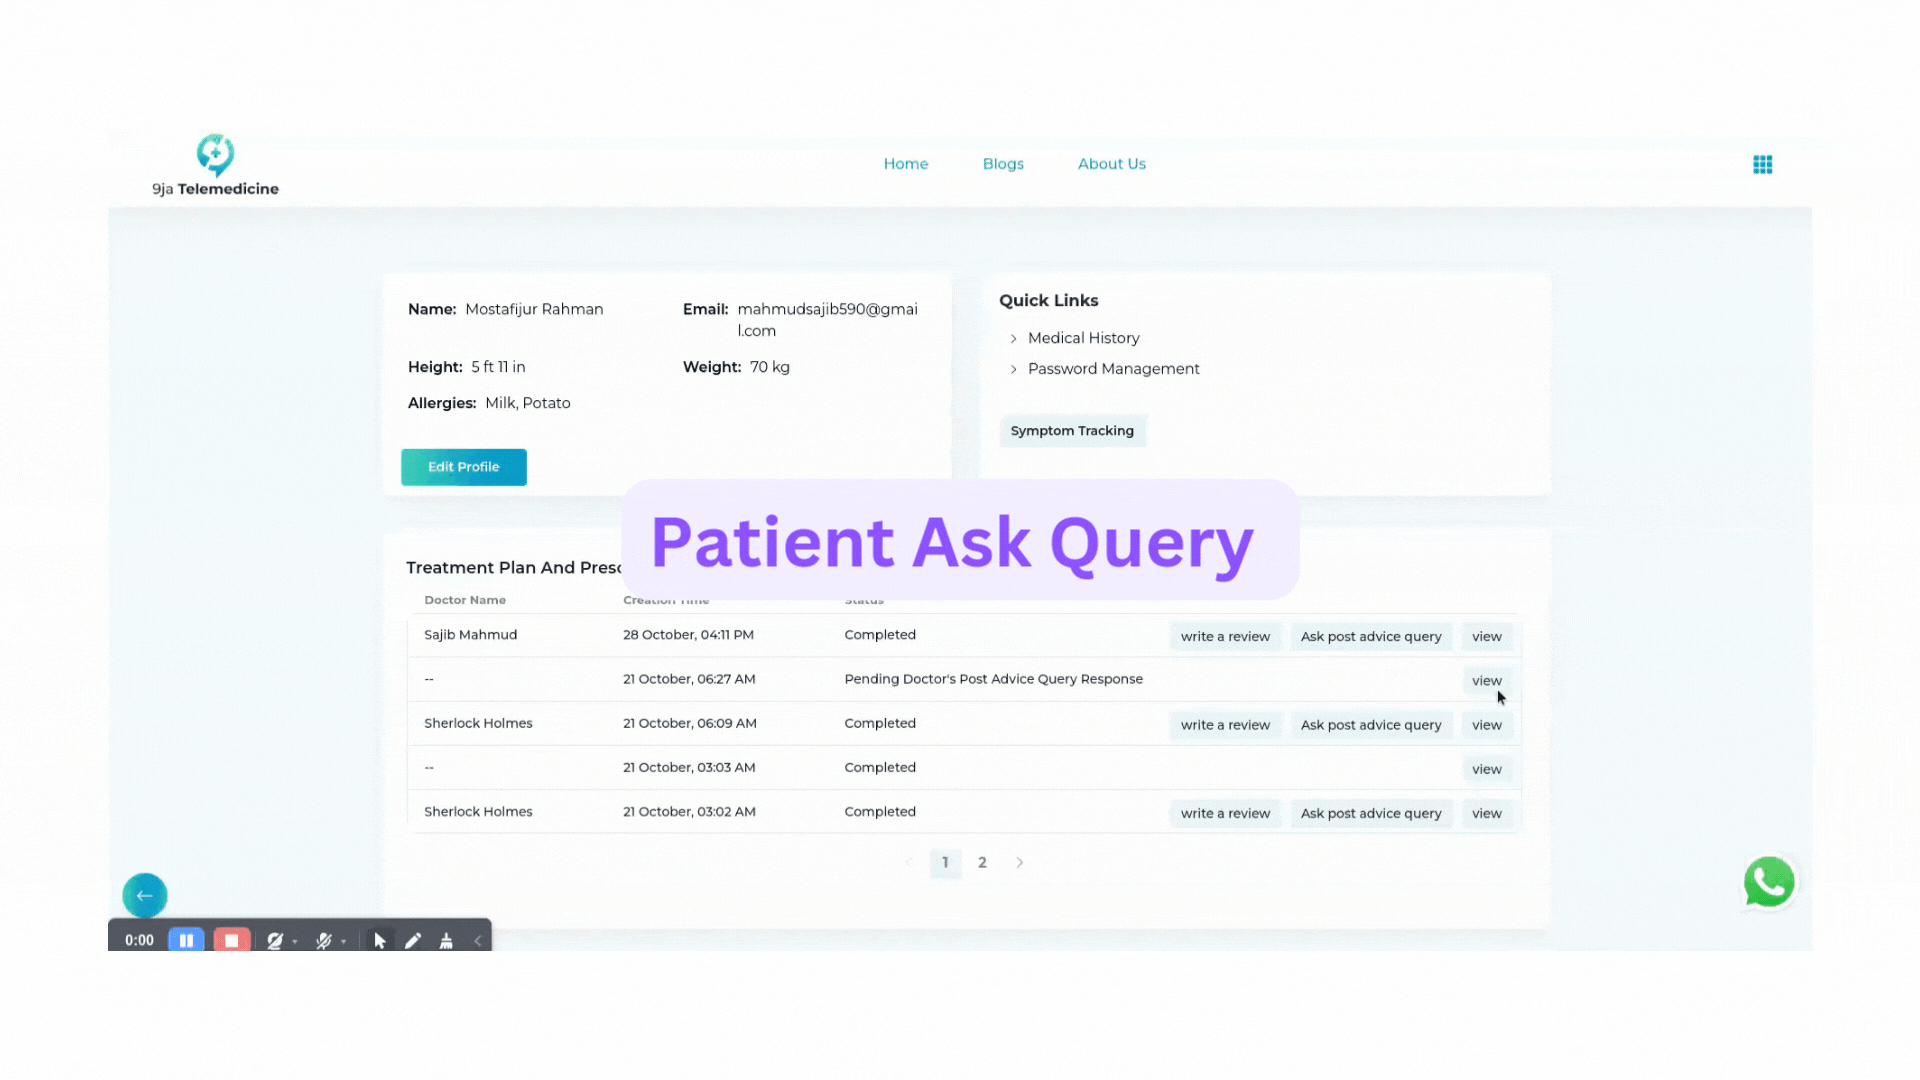 9ja Telemedicine
Home Blogs About Us
Name: Mostafijur Rahman
Email: mahmudsajib590@gmai
l.com
Height: 5 ft 11 in
Weight: 70 kg
Allergies: Milk, Potato
Edit Profile
Quick Links
Medical History
Password Management
Symptom Tracking
Patient Ask Query
Treatment Plan And Presc
Doctor Name Creation Time Status
Sajib Mahmud 28 October, 04:11 PM Completed write a review Ask post advice query view
-- 21 October, 06:27 AM Pending Doctor's Post Advice Query Response view
Sherlock Holmes 21 October, 06:09 AM Completed write a review Ask post advice query view
-- 21 October, 03:03 AM Completed view
Sherlock Holmes 21 October, 03:02 AM Completed write a review Ask post advice query view
1 2
0:00